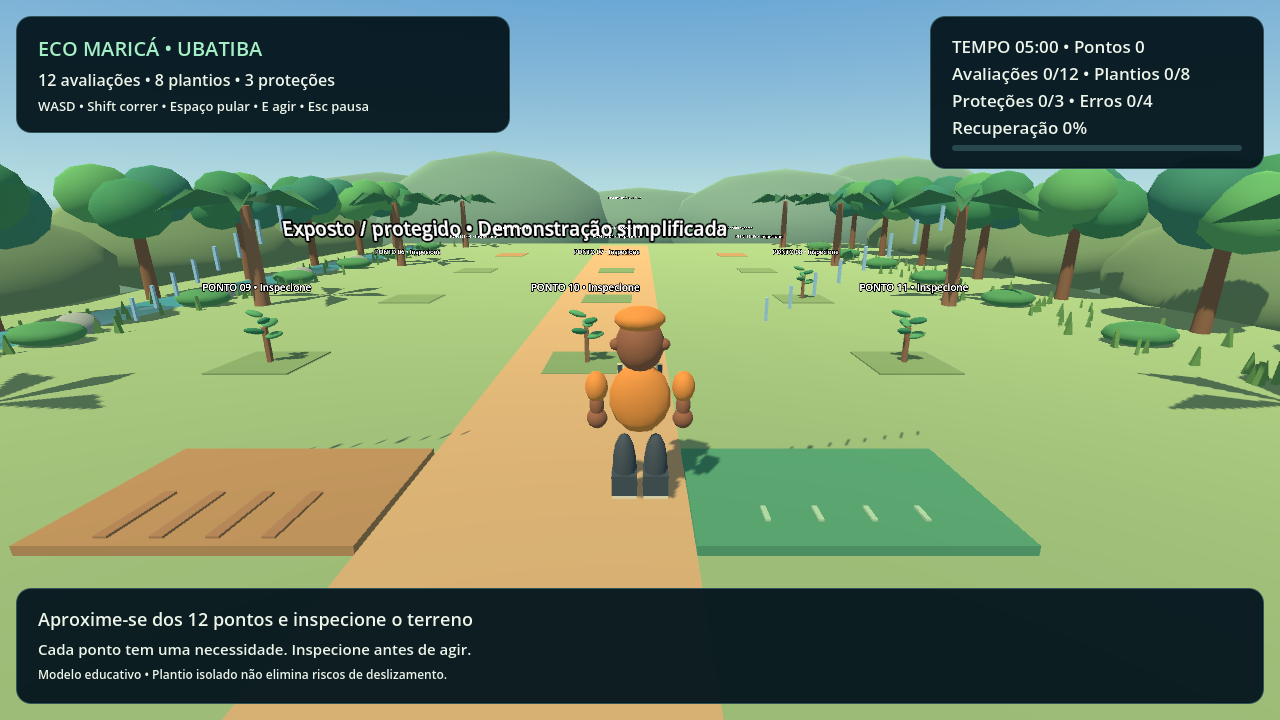 ECO MARICÁ • UBATIBA
12 avaliações • 8 plantios • 3 proteções
WASD • Shift correr • Espaço pular • E agir • Esc pausa
TEMPO 05:00 • Pontos 0
Avaliações 0/12 • Plantios 0/8
Proteções 0/3 • Erros 0/4
Recuperação 0%
Exposto / protegido • Demonstração simplificada
PONTO 09 • Inspecione
PONTO 10 • Inspecione
PONTO 11 • Inspecione
Aproxime-se dos 12 pontos e inspecione o terreno
Cada ponto tem uma necessidade. Inspecione antes de agir.
Modelo educativo • Plantio isolado não elimina riscos de deslizamento.